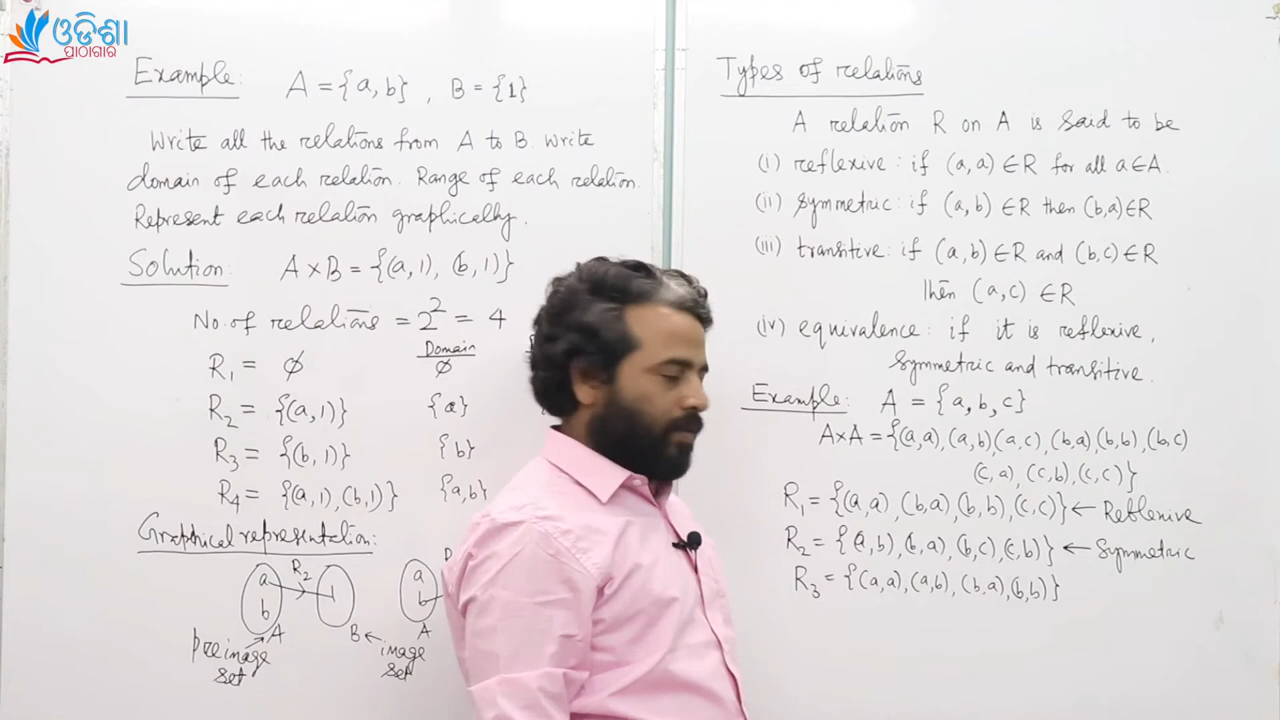 ଓଡିଶା
ପାଠାଗାର
Example: A = {a, b} , B = {1}
Write all the relations from A to B. Write
domain of each relation. Range of each relation.
Represent each relation graphically.
Solution: A × B = {(a, 1), (b, 1)}
No. of relations = 2² = 4
Domain
R₁ = ϕ ϕ
R₂ = {(a, 1)} {a}
R₃ = {(b, 1)} {b}
R₄ = {(a, 1), (b, 1)} {a, b}
Graphical representation:
R₂
a 1 a
b b
A B A
preimage image
set set
Types of relations
A relation R on A is said to be
(i) reflexive: if (a, a) ∈ R for all a ∈ A.
(ii) symmetric: if (a, b) ∈ R then (b, a) ∈ R
(iii) transitive: if (a, b) ∈ R and (b, c) ∈ R
then (a, c) ∈ R
(iv) equivalence: if it is reflexive,
symmetric and transitive.
Example: A = {a, b, c}
A×A = {(a, a), (a, b) (a, c), (b, a), (b, b), (b, c)
(c, a), (c, b), (c, c)}
R₁ = {(a, a), (b, a), (b, b), (c, c)} ← Reflexive
R₂ = {(a, b), (b, a), (b, c), (c, b)} ← Symmetric
R₃ = {(a, a), (a, b), (b, a), (b, b)}